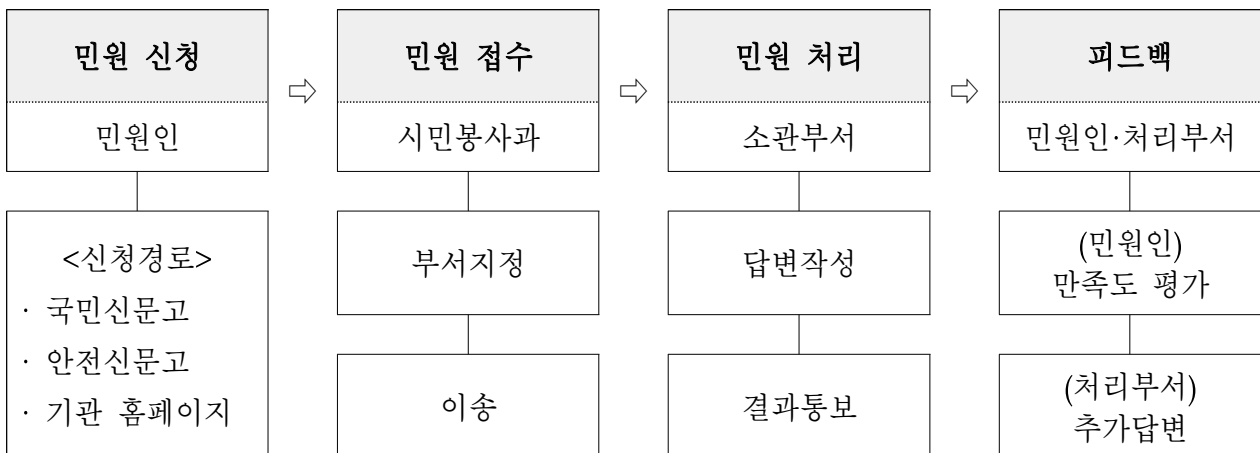 민원 신청
민원인
<신청경로>
· 국민신문고
· 안전신문고
· 기관 홈페이지
⇨
민원 접수
시민봉사과
부서지정
이송
⇨
민원 처리
소관부서
답변작성
결과통보
⇨
피드백
민원인·처리부서
(민원인)
만족도 평가
(처리부서)
추가답변